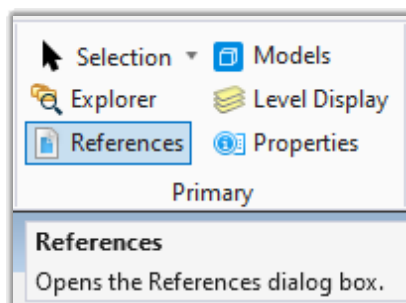 Selection
Models
Explorer
Level Display
References
Properties
Primary
References
Opens the References dialog box.